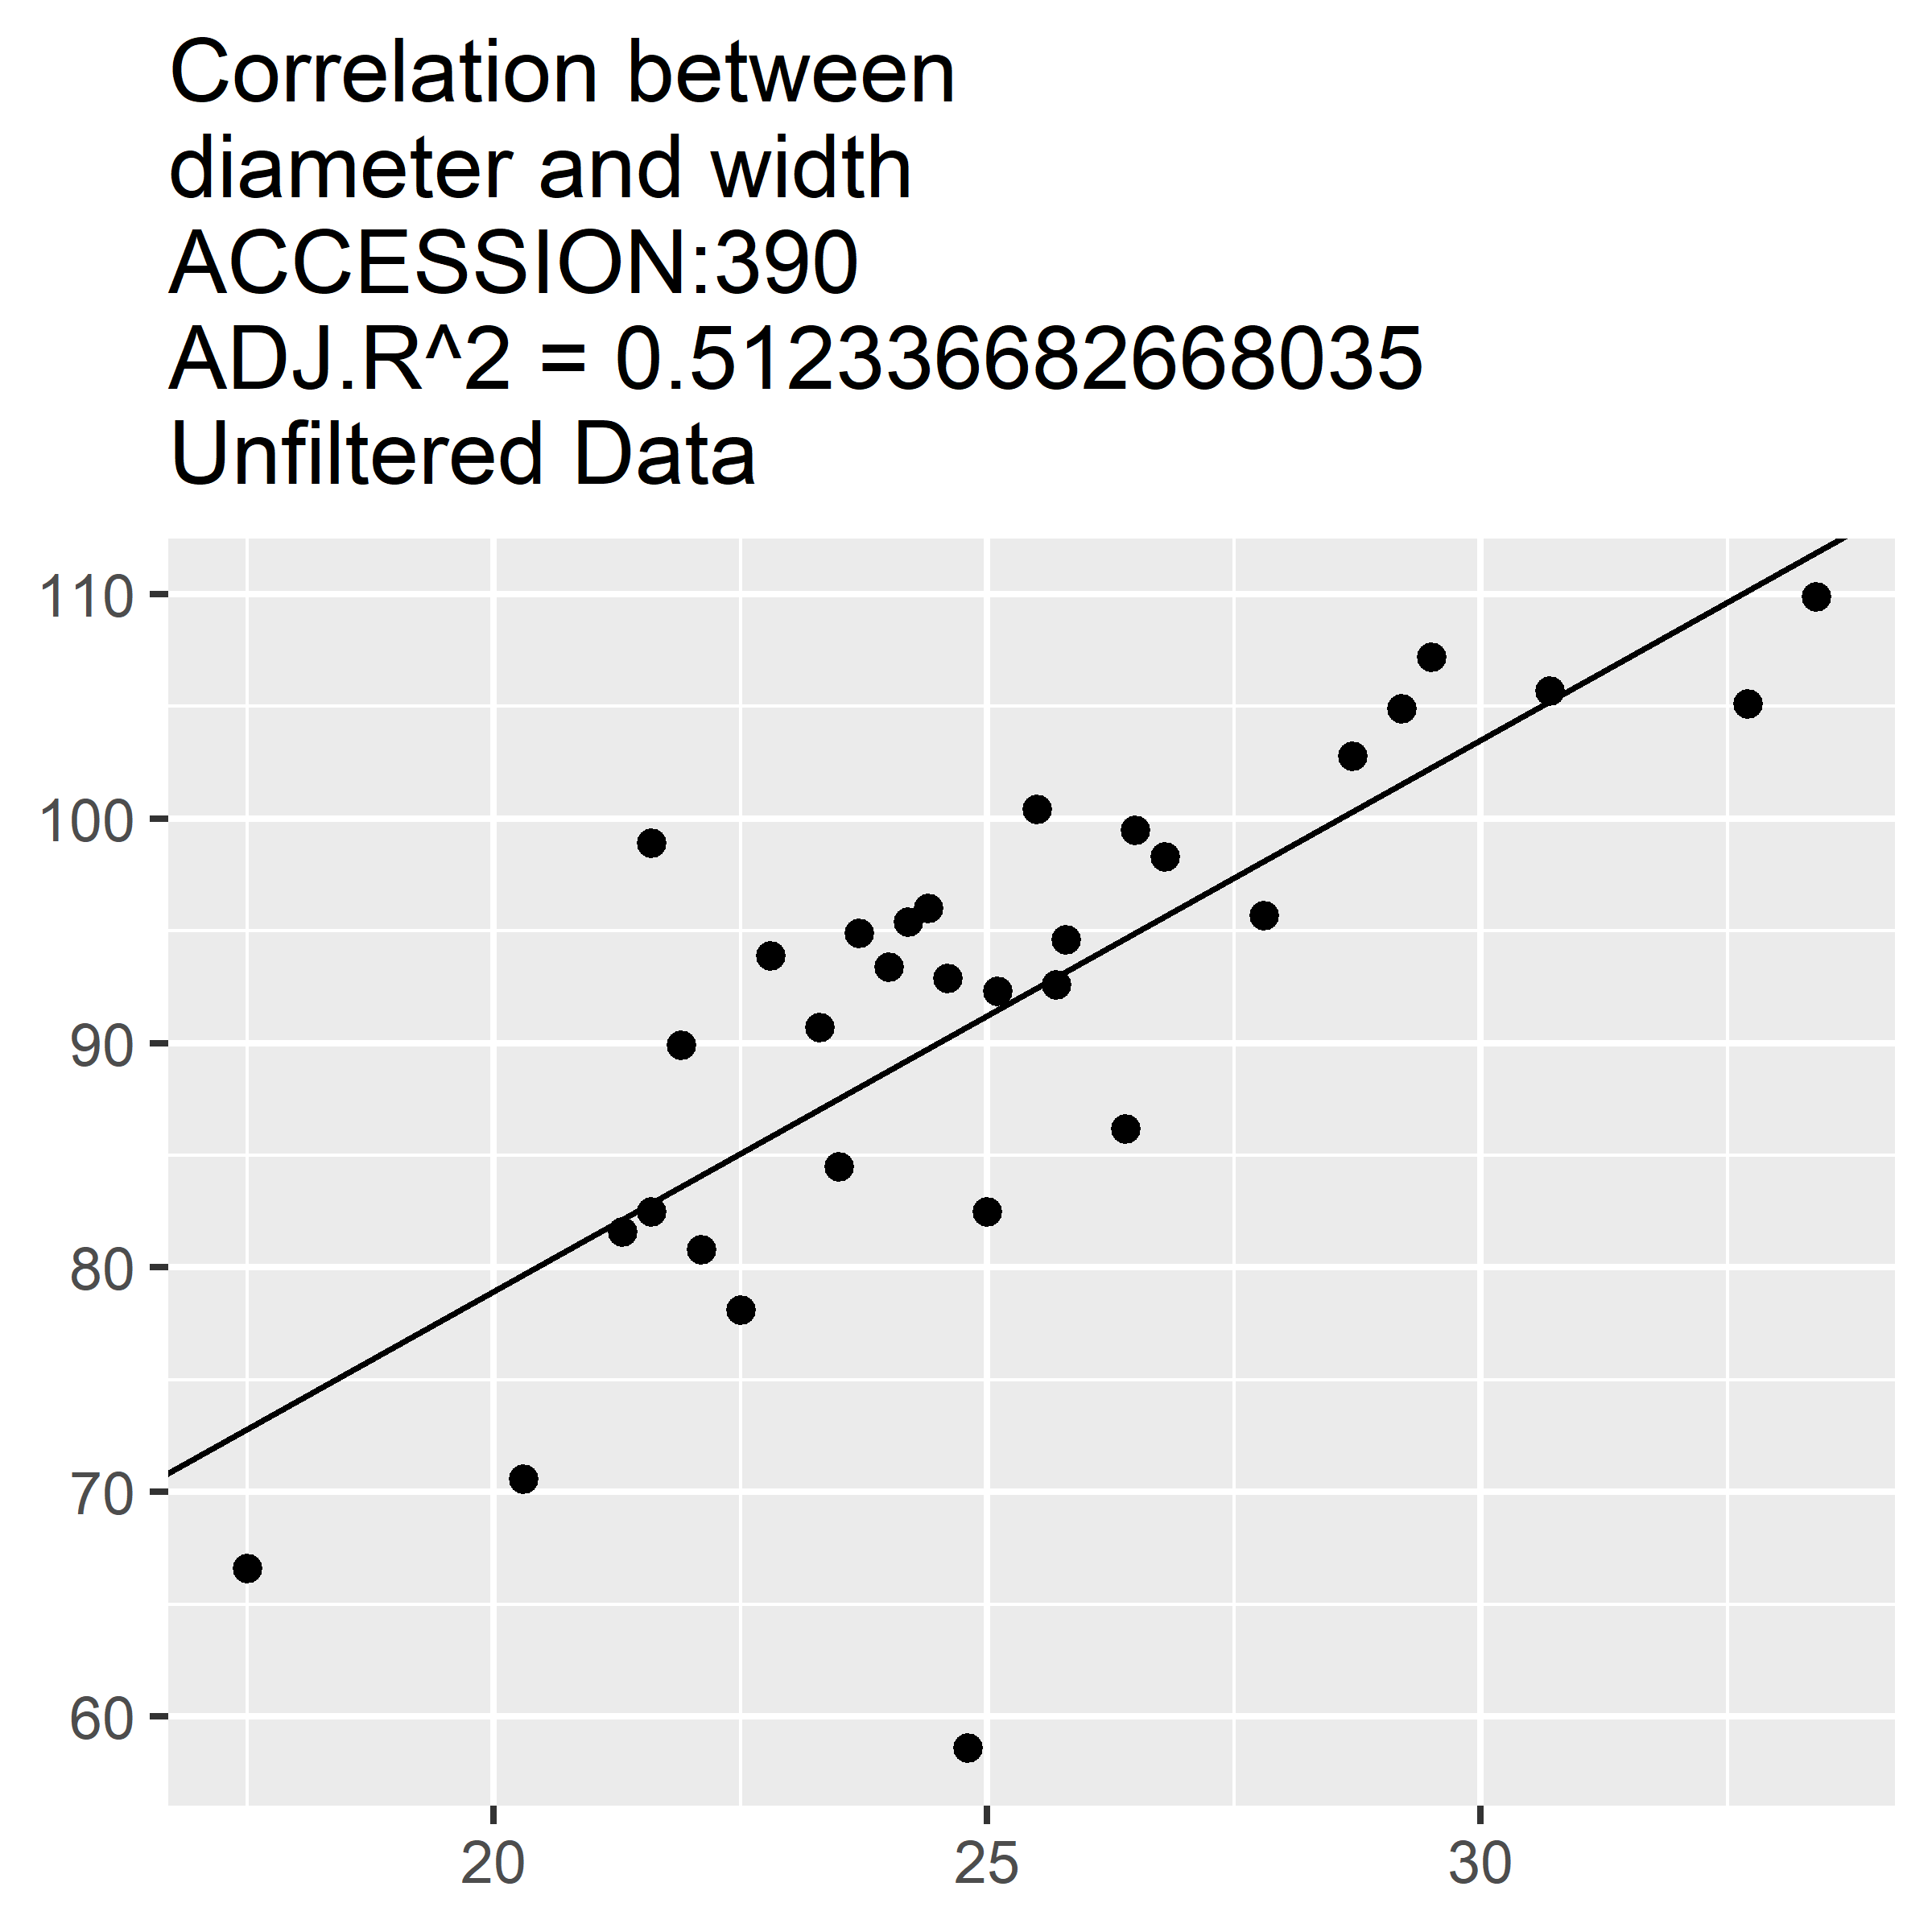 Correlation between
diameter and width
ACCESSION:390
ADJ.R^2 = 0.512336682668035
Unfiltered Data
110
100
90
80
70
60
20 25 30